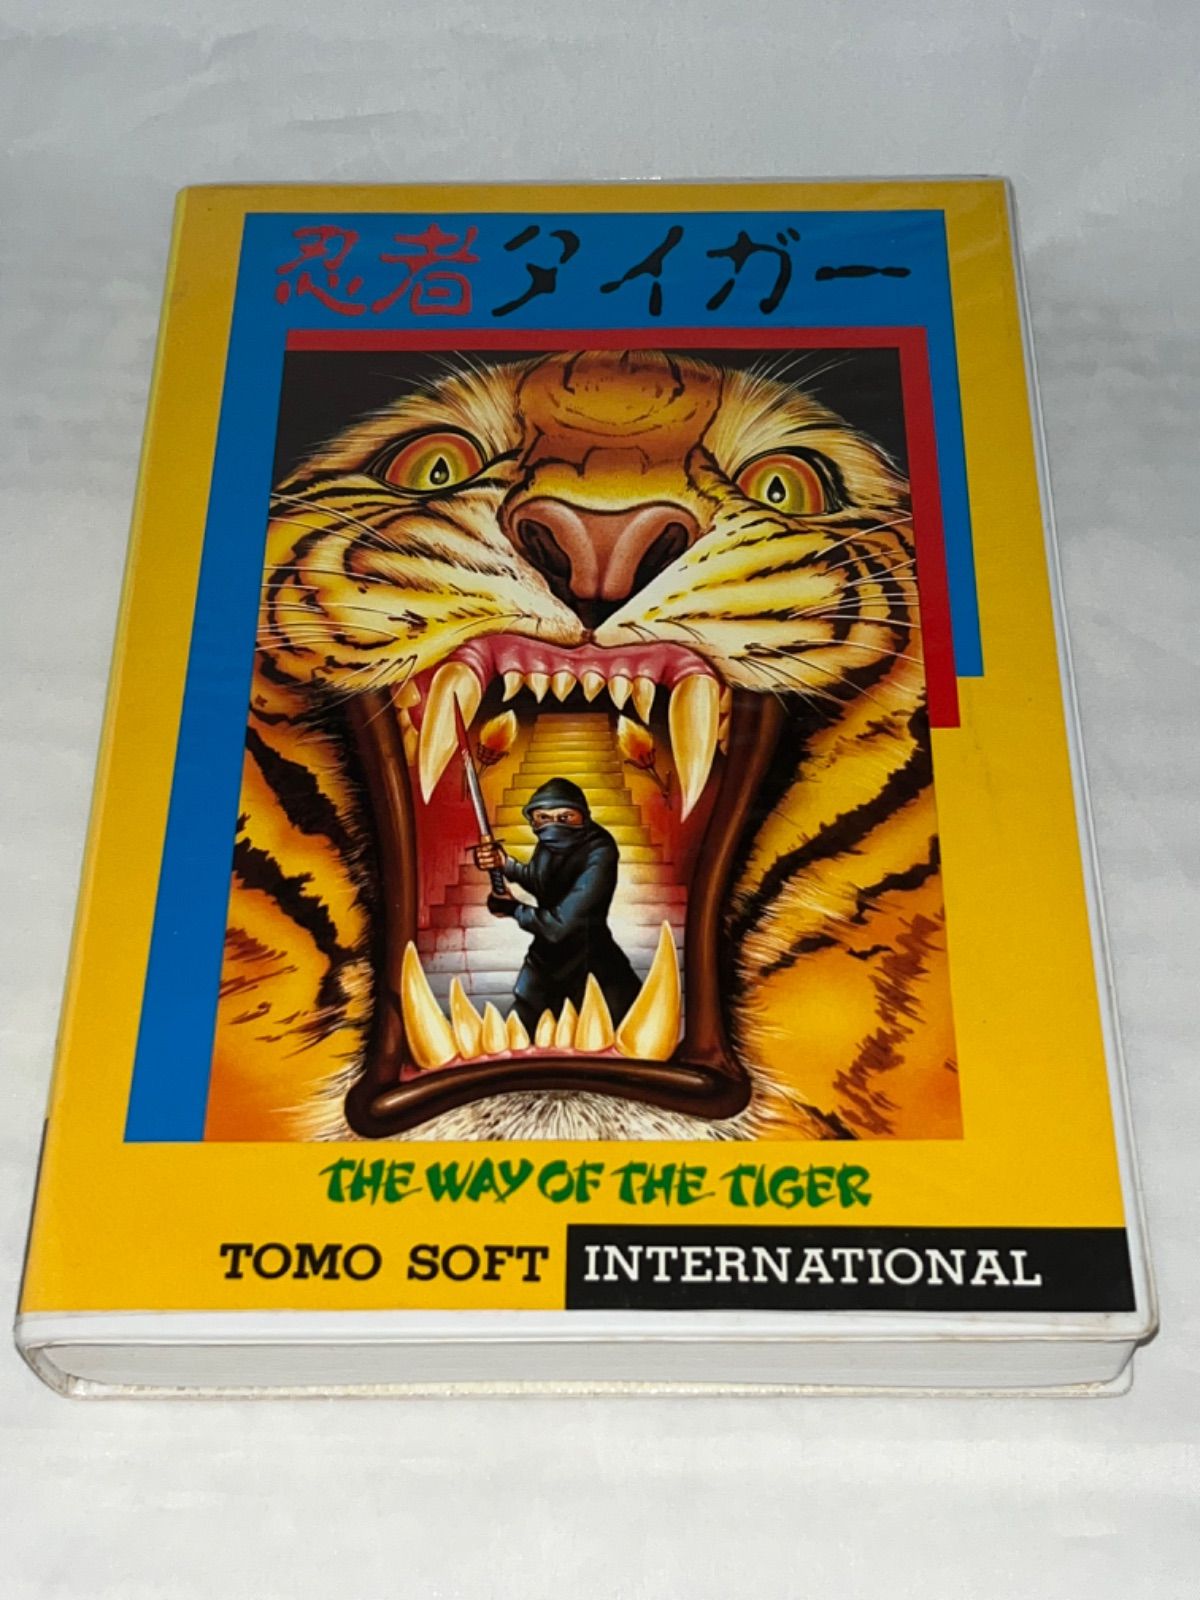 忍者タイガー
THE WAY OF THE TIGER
TOMO SOFT INTERNATIONAL